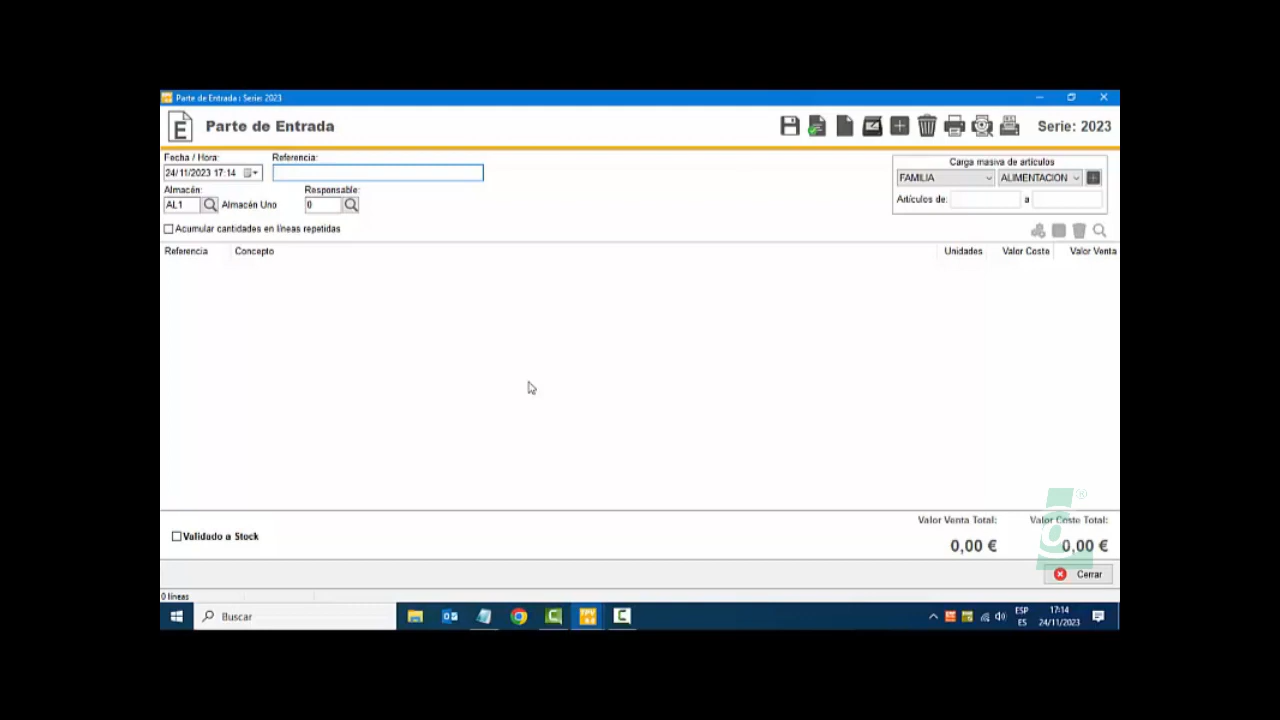 Parte de Entrada : Serie: 2023
E Parte de Entrada Serie: 2023
Fecha / Hora: Referencia: Carga masiva de artículos
24/11/2023 17:14 FAMILIA ALIMENTACION
Almacén: Responsable: Artículos de: a
AL1 Almacén Uno 0
Acumular cantidades en líneas repetidas
Referencia Concepto Unidades Valor Coste Valor Venta
Valor Venta Total: Valor Coste Total:
Validado a Stock
0,00 € 0,00 €
Cerrar
0 líneas
Buscar
ESP 17:14
ES 24/11/2023